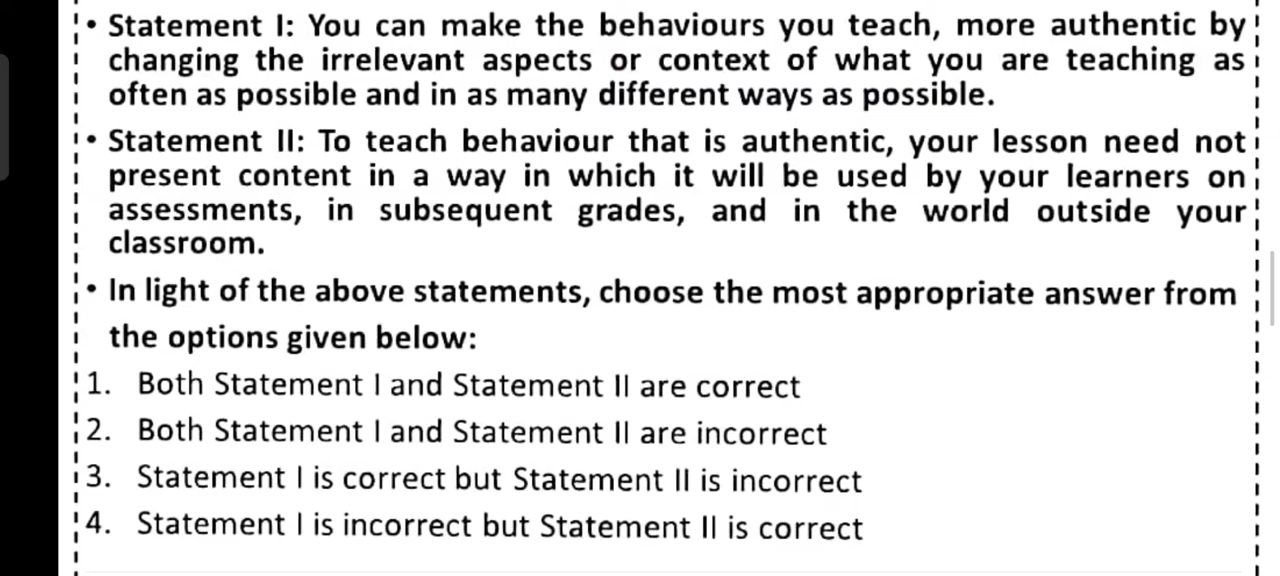 • Statement I: You can make the behaviours you teach, more authentic by
changing the irrelevant aspects or context of what you are teaching as
often as possible and in as many different ways as possible.
• Statement II: To teach behaviour that is authentic, your lesson need not
present content in a way in which it will be used by your learners on
assessments, in subsequent grades, and in the world outside your
classroom.
• In light of the above statements, choose the most appropriate answer from
the options given below:
1. Both Statement I and Statement II are correct
2. Both Statement I and Statement II are incorrect
3. Statement I is correct but Statement II is incorrect
4. Statement I is incorrect but Statement II is correct